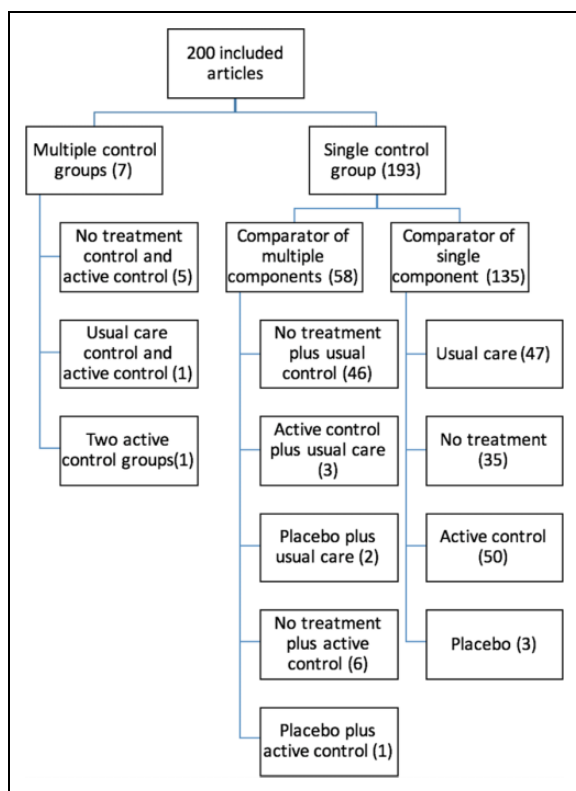 200 included
articles
Multiple control
groups (7)
Single control
group (193)
No treatment
control and
active control (5)
Usual care
control and
active control (1)
Two active
control groups(1)
Comparator of
multiple
components (58)
Comparator of
single
component (135)
No treatment
plus usual
control (46)
Active control
plus usual care
(3)
Placebo plus
usual care (2)
No treatment
plus active
control (6)
Placebo plus
active control (1)
Usual care (47)
No treatment
(35)
Active control
(50)
Placebo (3)